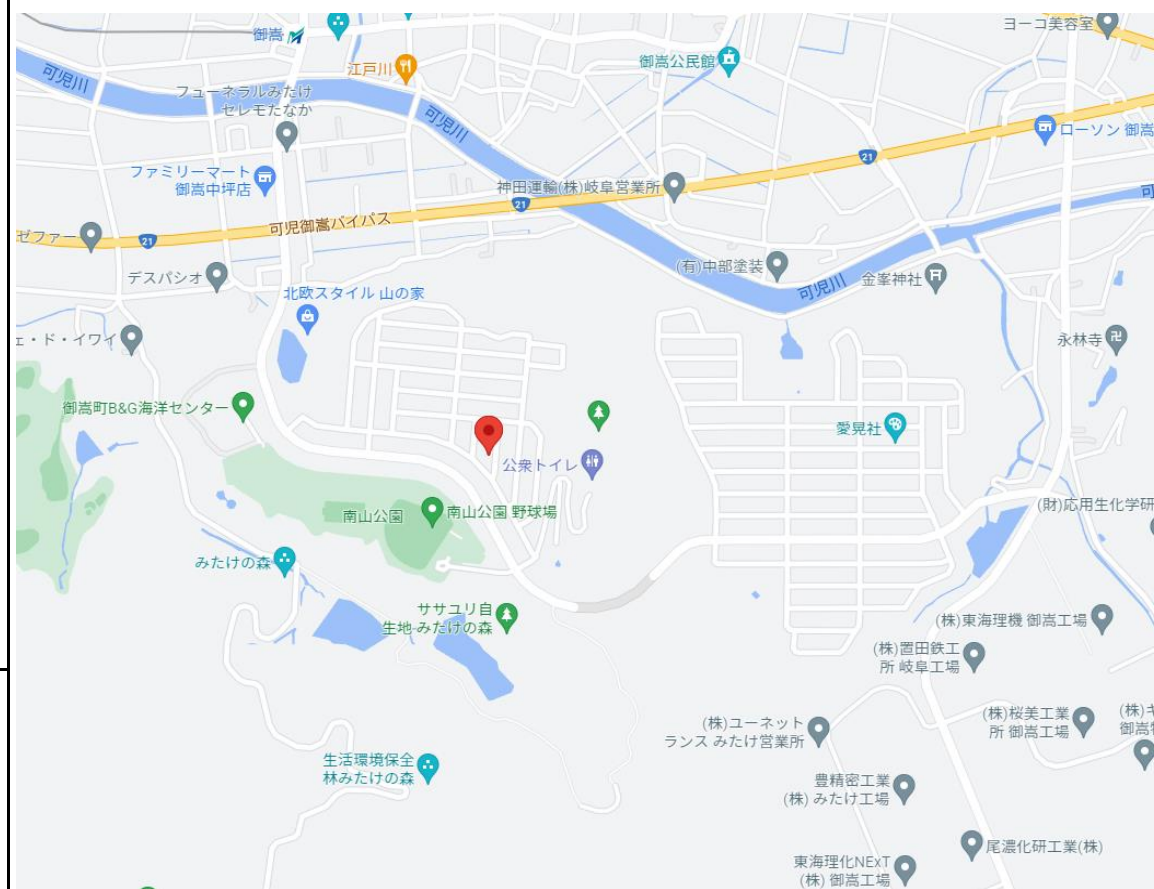 ヨーコ美容室
御嵩
御嵩公民館
江戸川
可児川
フューネラルみたけ
セレモたなか
可児川
ローソン 御嵩
21
ファミリーマート
御嵩中坪店
神田運輸(株)岐阜営業所
可
21
可児御嵩バイパス
ゼファー
21
(有)中部塗装
デスパシオ
金峯神社
可児川
北欧スタイル 山の家
ェ・ド・イワイ
永林寺
御嵩町B&G海洋センター
愛晃社
公衆トイレ
(財)応用生化学研
南山公園
南山公園 野球場
みたけの森
ササユリ自
生地-みたけの森
(株)東海理機 御嵩工場
(株)置田鉄工
所 岐阜工場
(株)ユーネット
ランス みたけ営業所
(株)桜美工業
所 御嵩工場
(株)キ
御嵩牧
生活環境保全
林みたけの森
豊精密工業
(株) みたけ工場
尾濃化研工業(株)
東海理化NExT
(株) 御嵩工場